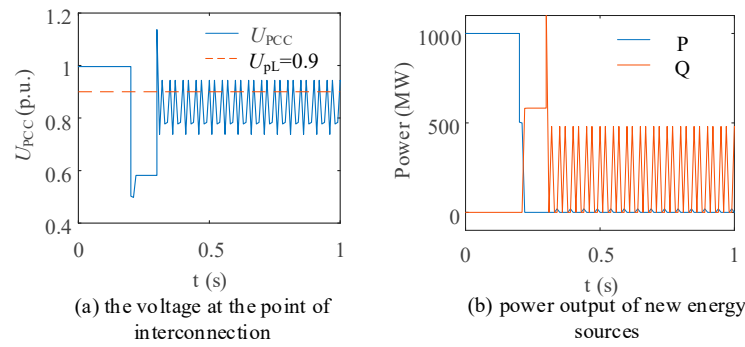 1.2
1
0.8
0.6
0.4
U_PCC (p.u.)
U_PCC
U_pL=0.9
0
0.5
1
t (s)
(a) the voltage at the point of
interconnection
1000
500
0
Power (MW)
P
Q
0
0.5
1
t (s)
(b) power output of new energy
sources